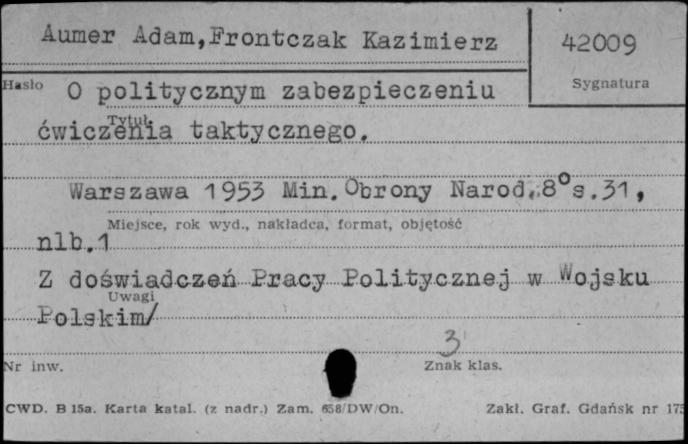 Aumer Adam,Frontczak Kazimierz
42009
Hasło
Sygnatura
O politycznym zabezpieczeniu
Tytuł
ćwiczenia taktycznego.
Warszawa 1953 Min.Obrony Narod.8°s.31,
Miejsce, rok wyd., nakładca, format, objętość
nlb.1
Z doświadczeń Pracy Politycznej w Wojsku
Uwagi
Polskim/
3
Nr inw.
Znak klas.
CWD. B 15a. Karta katal. (z nadr.) Zam. 658/DW/On.
Zakł. Graf. Gdańsk nr 175